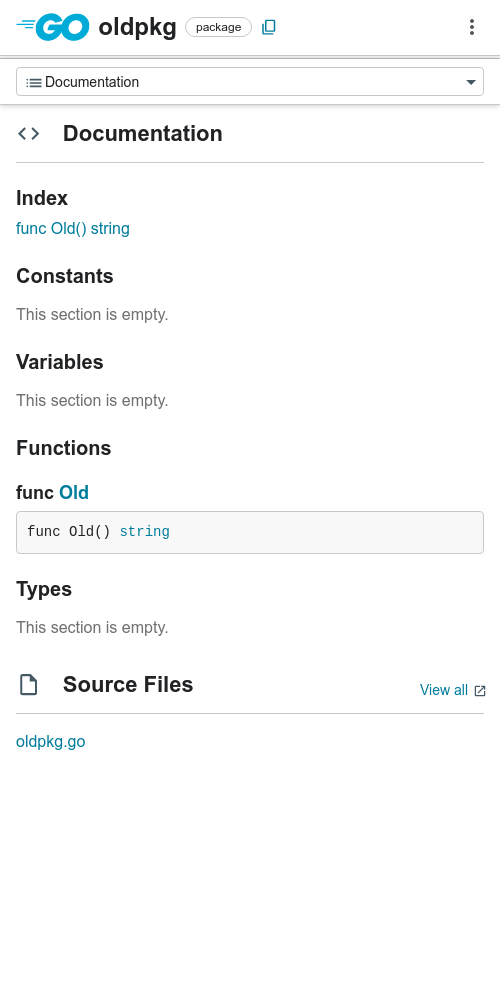 GO oldpkg package
Documentation
Documentation
Index
func Old() string
Constants
This section is empty.
Variables
This section is empty.
Functions
func Old
func Old() string
Types
This section is empty.
Source Files View all
oldpkg.go